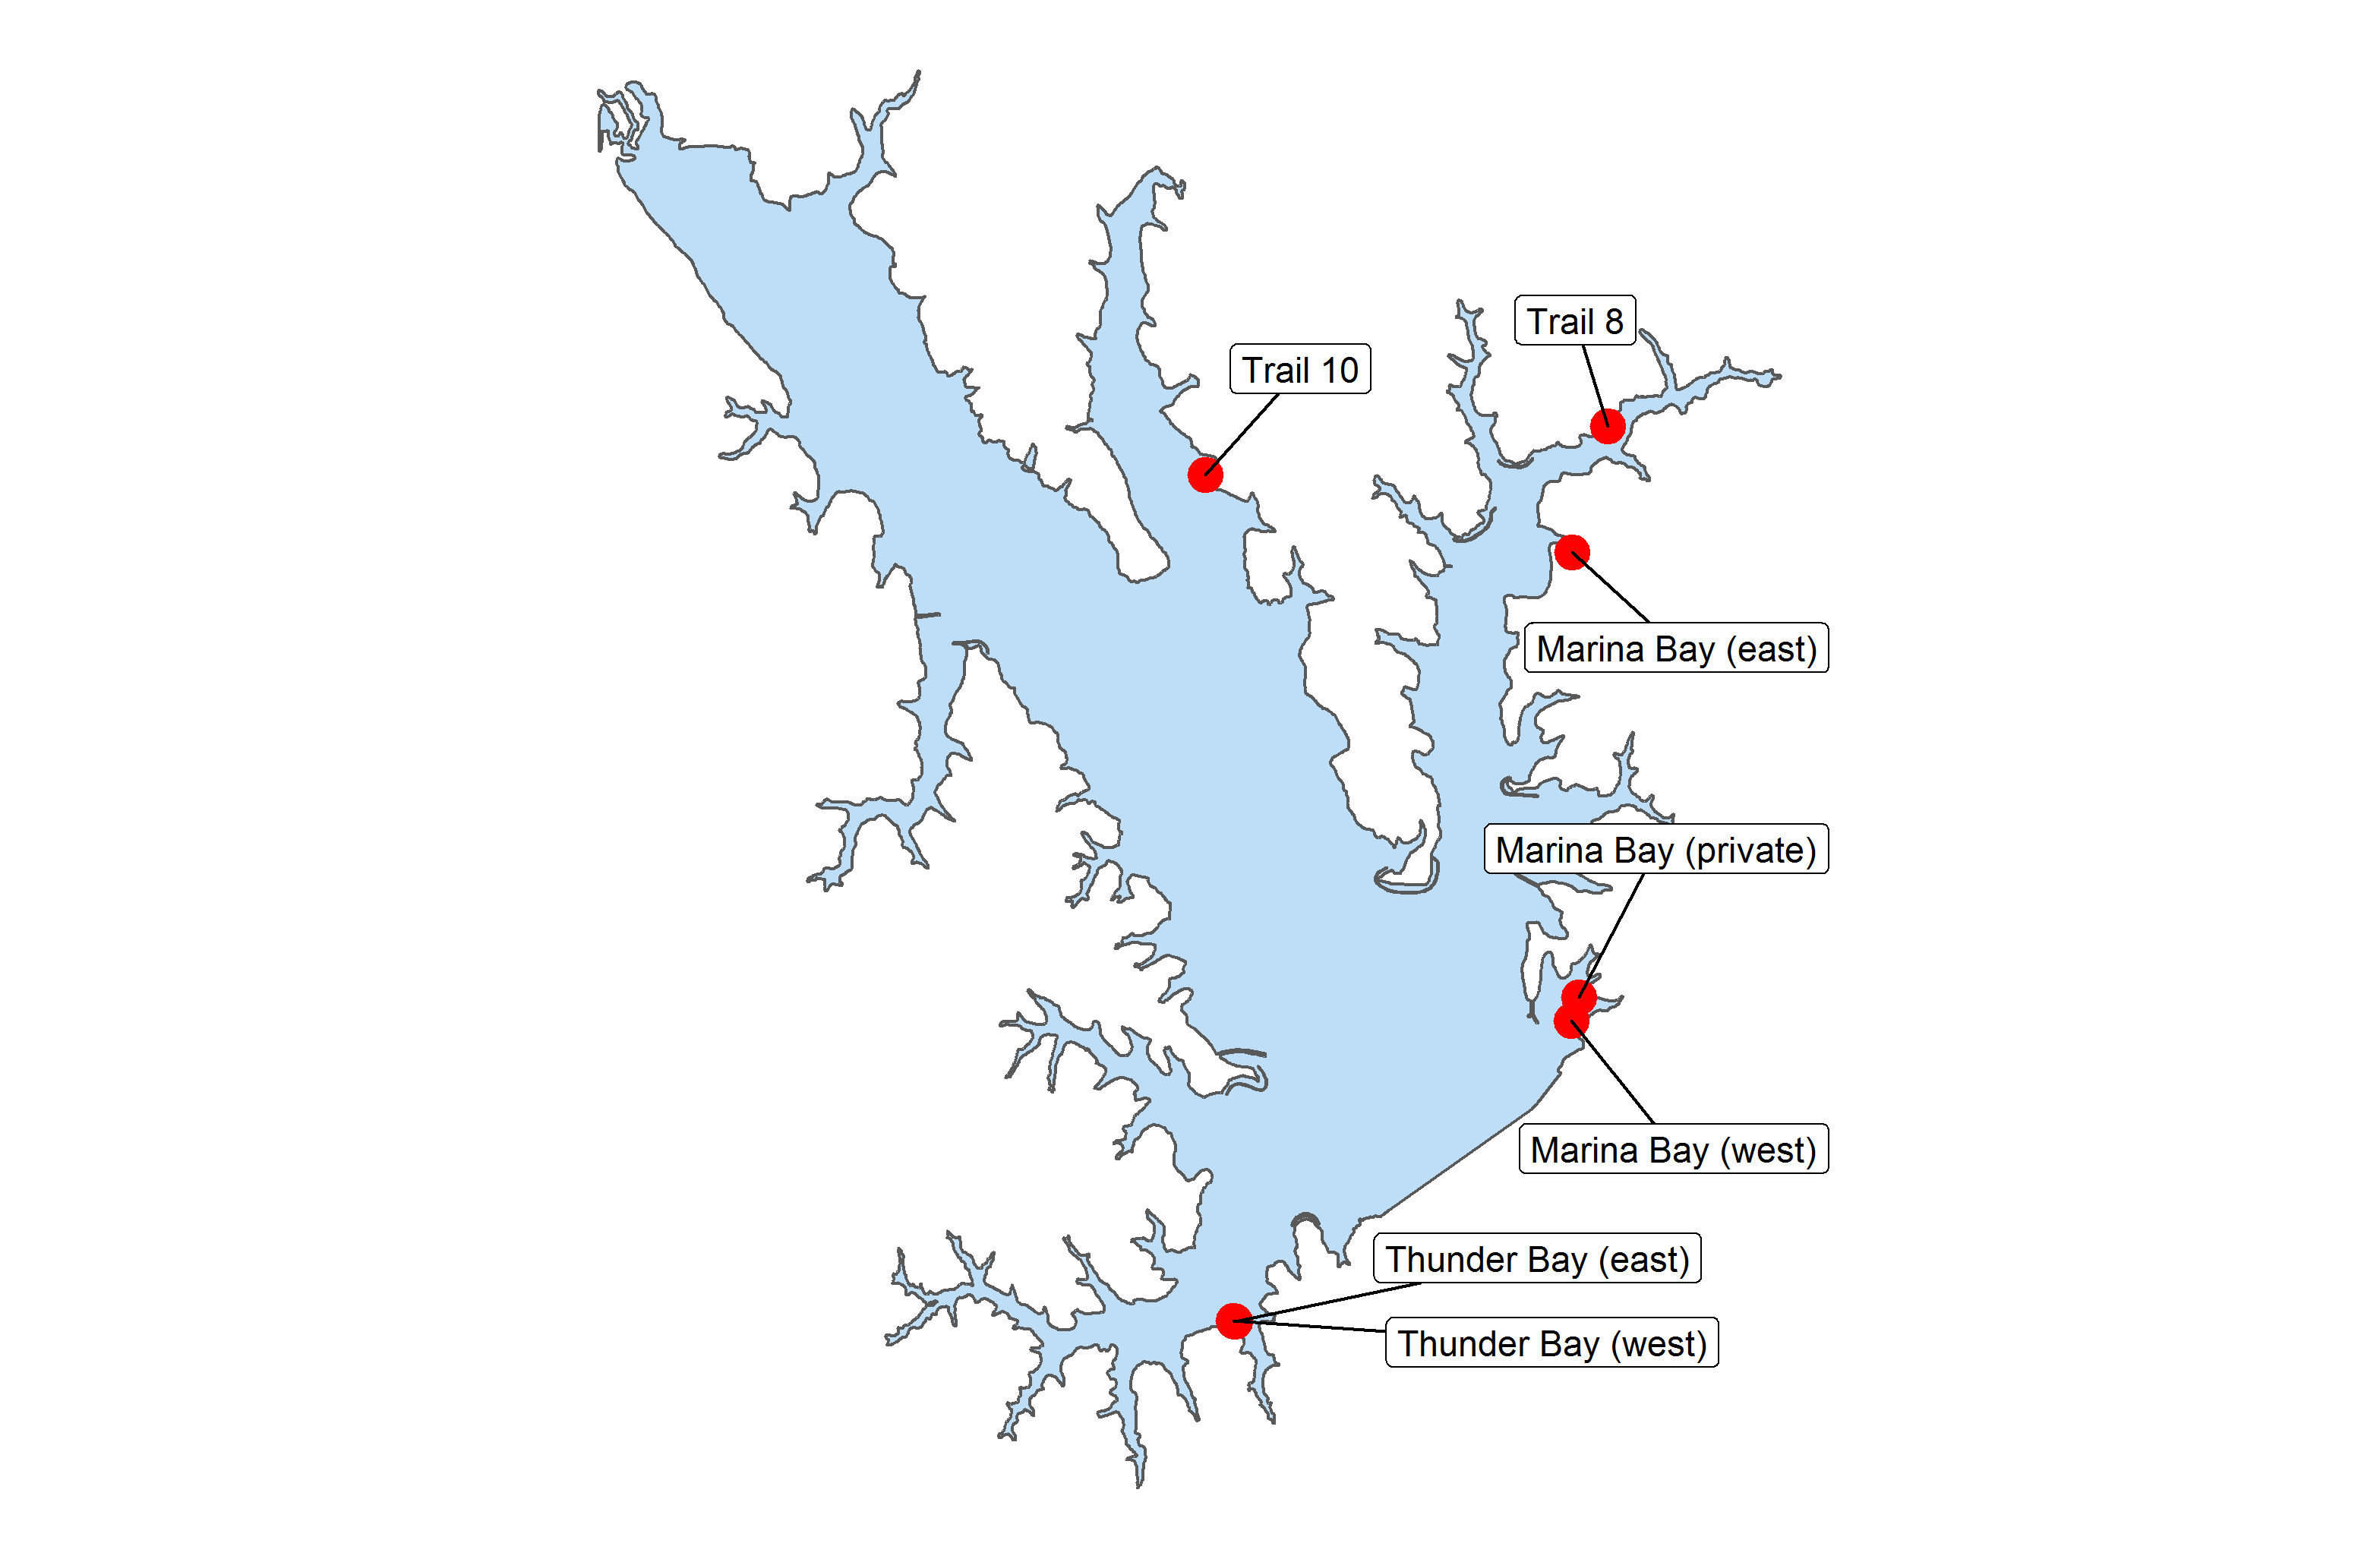 Trail 8
Trail 10
Marina Bay (east)
Marina Bay (private)
Marina Bay (west)
Thunder Bay (east)
Thunder Bay (west)